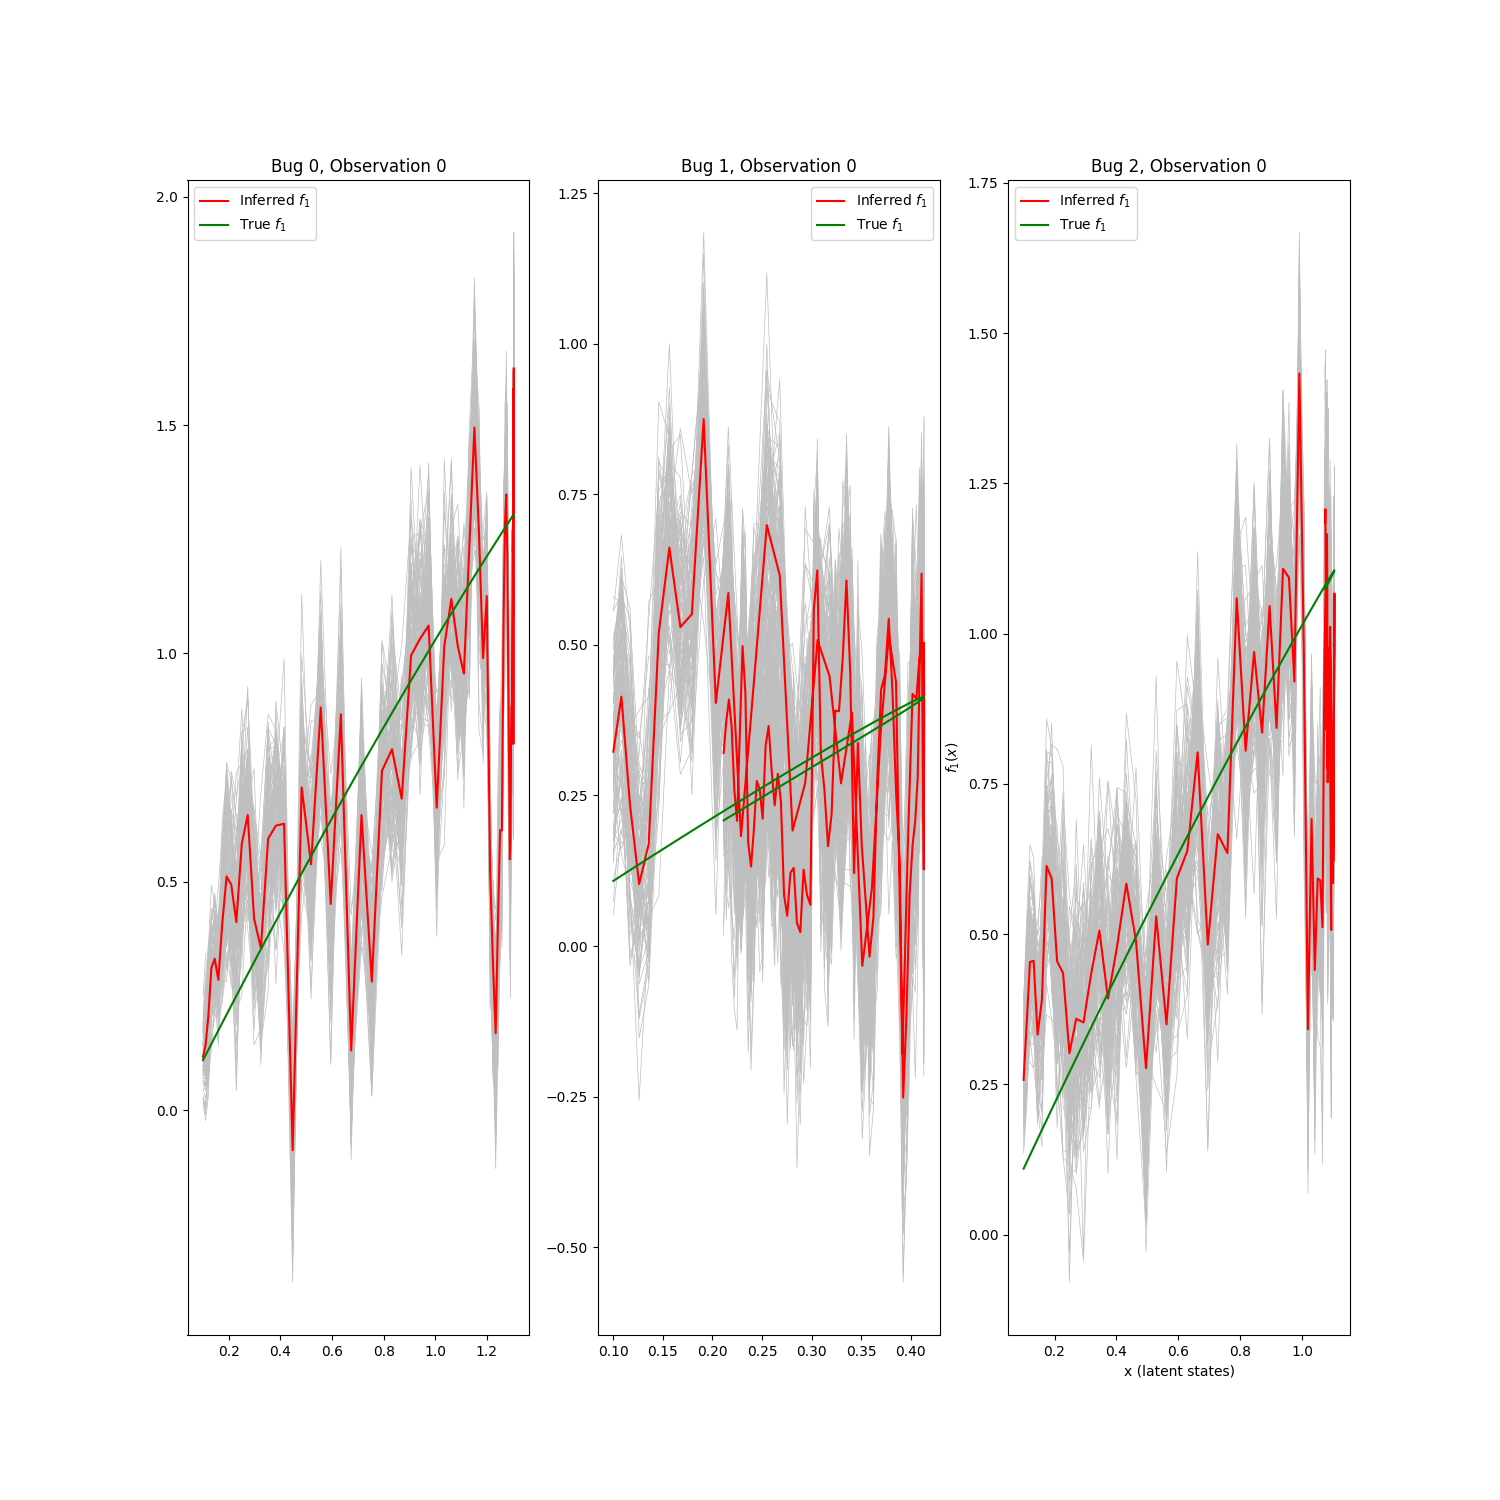 Bug 0, Observation 0
Inferred f₁
True f₁
2.0
1.5
1.0
0.5
0.0
0.2 0.4 0.6 0.8 1.0 1.2
Bug 1, Observation 0
Inferred f₁
True f₁
1.25
1.00
0.75
0.50
0.25
0.00
−0.25
−0.50
0.10 0.15 0.20 0.25 0.30 0.35 0.40
Bug 2, Observation 0
Inferred f₁
True f₁
1.75
1.50
1.25
1.00
0.75
0.50
0.25
0.00
f₁(x)
0.2 0.4 0.6 0.8 1.0
x (latent states)